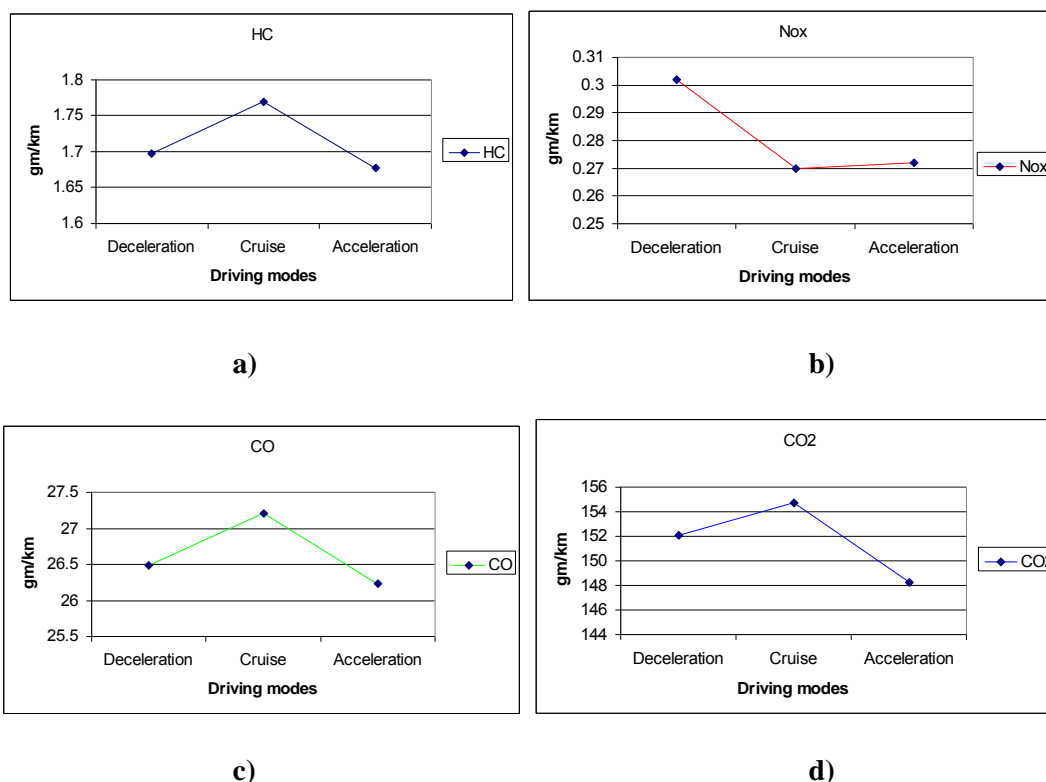 HC
1.8
1.75
1.7
1.65
1.6
gm/km
Deceleration Cruise Acceleration
Driving modes
HC
a)
Nox
0.31
0.3
0.29
0.28
0.27
0.26
0.25
gm/km
Deceleration Cruise Acceleration
Driving modes
Nox
b)
CO
27.5
27
26.5
26
25.5
gm/km
Deceleration Cruise Acceleration
Driving modes
CO
c)
CO2
156
154
152
150
148
146
144
gm/km
Deceleration Cruise Acceleration
Driving modes
CO2
d)